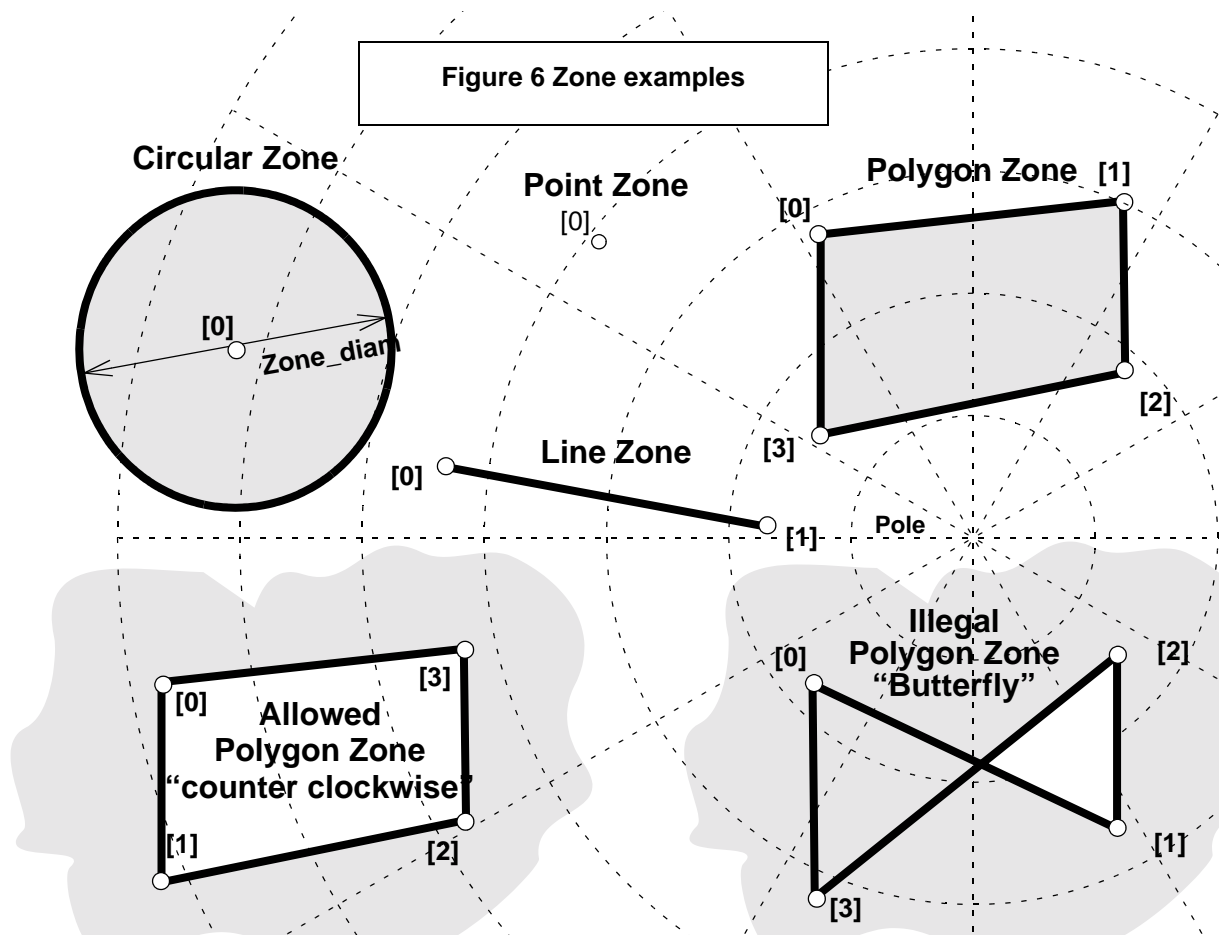 Figure 6 Zone examples
Circular Zone
[0]
Zone_diam
Point Zone
[0]
Polygon Zone
[0]
[1]
[2]
[3]
Line Zone
[0]
[1]
Pole
[0]
[3]
Allowed
Polygon Zone
“counter clockwise”
[1]
[2]
Illegal
Polygon Zone
“Butterfly”
[0]
[2]
[1]
[3]